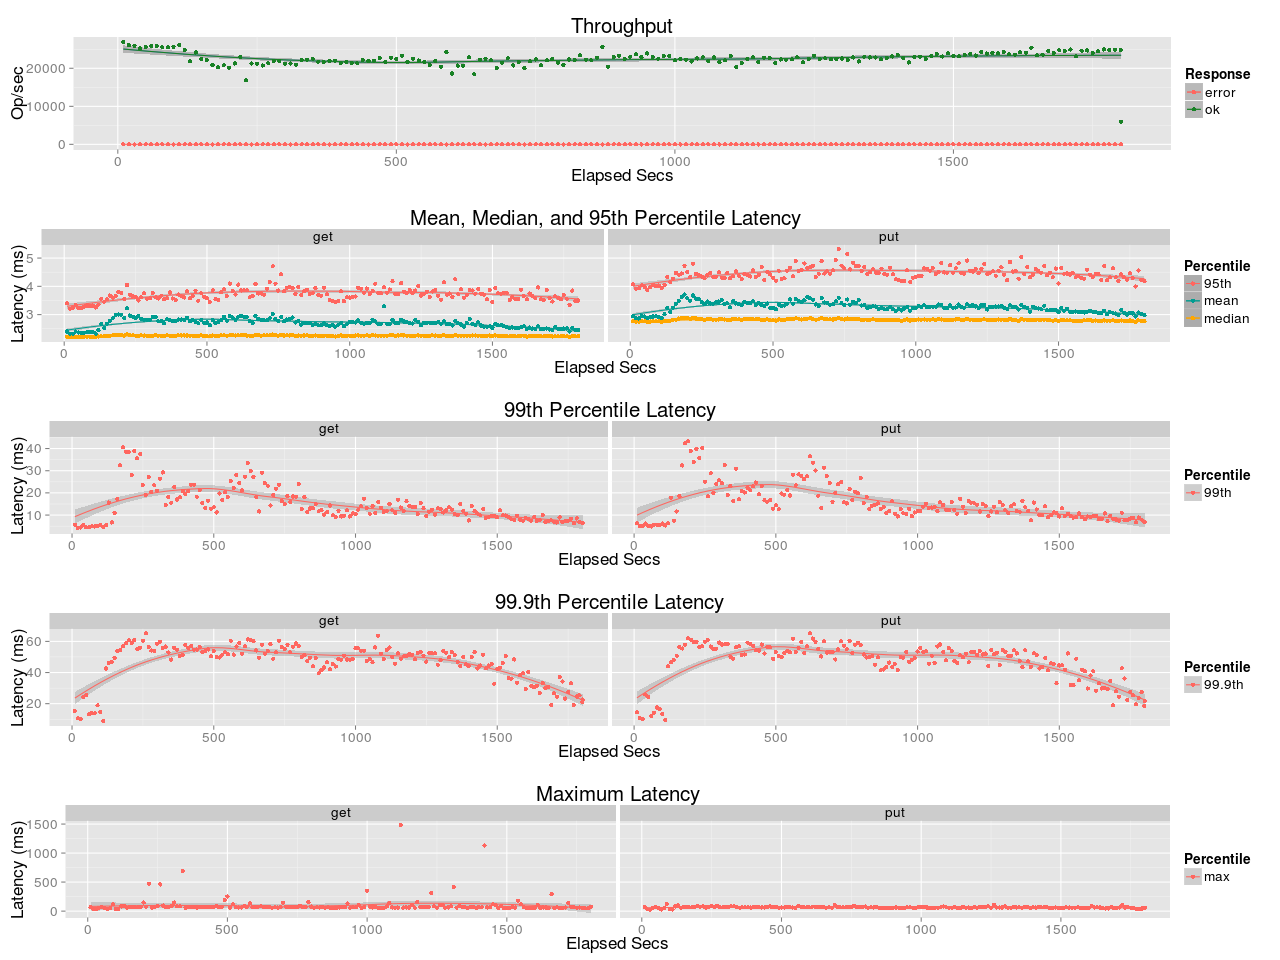 Throughput
Op/sec
20000
10000
0
0 500 1000 1500
Elapsed Secs
Response
error
ok
Mean, Median, and 95th Percentile Latency
get put
Latency (ms)
5
4
3
0 500 1000 1500 0 500 1000 1500
Elapsed Secs
Percentile
95th
mean
median
99th Percentile Latency
get put
Latency (ms)
40
30
20
10
0 500 1000 1500 0 500 1000 1500
Elapsed Secs
Percentile
99th
99.9th Percentile Latency
get put
Latency (ms)
60
40
20
0 500 1000 1500 0 500 1000 1500
Elapsed Secs
Percentile
99.9th
Maximum Latency
get put
Latency (ms)
1500
1000
500
0
0 500 1000 1500 0 500 1000 1500
Elapsed Secs
Percentile
max